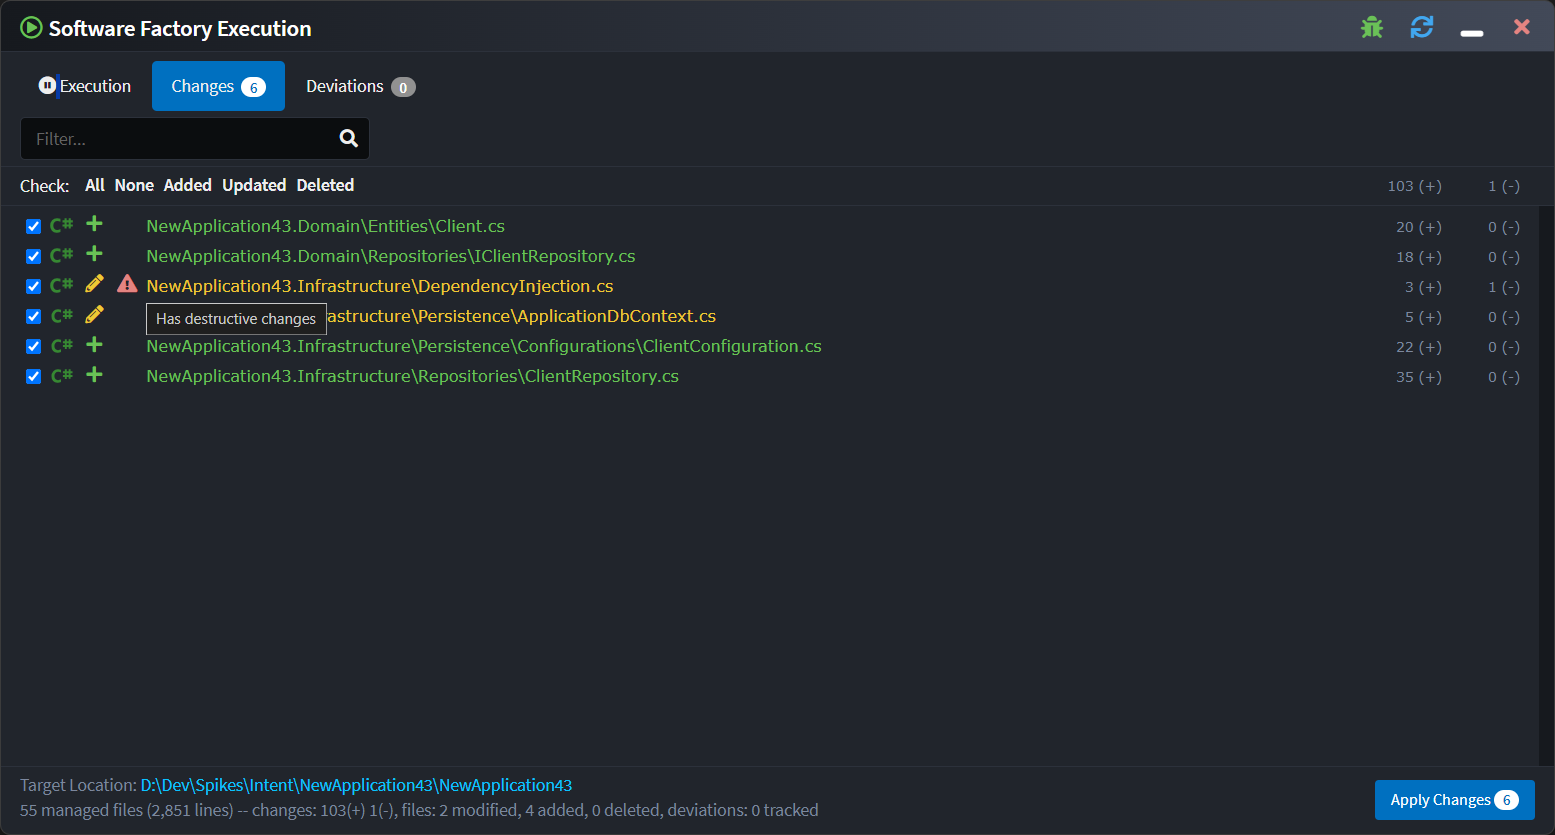 Software Factory Execution
Execution Changes 6 Deviations 0
Filter...
Check: All None Added Updated Deleted 103 (+) 1 (-)
C# NewApplication43.Domain\Entities\Client.cs 20 (+) 0 (-)
C# NewApplication43.Domain\Repositories\IClientRepository.cs 18 (+) 0 (-)
C# NewApplication43.Infrastructure\DependencyInjection.cs 3 (+) 1 (-)
C# Has destructive changes astructure\Persistence\ApplicationDbContext.cs 5 (+) 0 (-)
C# NewApplication43.Infrastructure\Persistence\Configurations\ClientConfiguration.cs 22 (+) 0 (-)
C# NewApplication43.Infrastructure\Repositories\ClientRepository.cs 35 (+) 0 (-)
Target Location: D:\Dev\Spikes\Intent\NewApplication43\NewApplication43
55 managed files (2,851 lines) -- changes: 103(+) 1(-), files: 2 modified, 4 added, 0 deleted, deviations: 0 tracked
Apply Changes 6